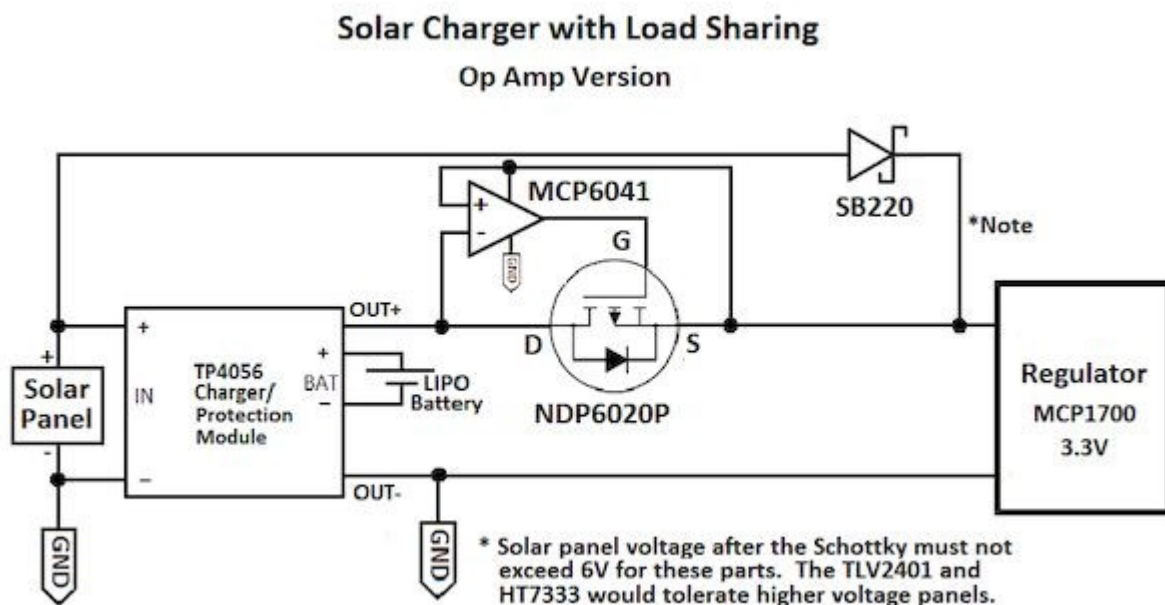 Solar Charger with Load Sharing
Op Amp Version
MCP6041
SB220
*Note
+
-
GND
G
D
S
NDP6020P
OUT+
+
IN
-
TP4056
Charger/
Protection
Module
+
BAT
-
LIPO
Battery
OUT-
+
Solar
Panel
-
GND
GND
Regulator
MCP1700
3.3V
* Solar panel voltage after the Schottky must not
exceed 6V for these parts. The TLV2401 and
HT7333 would tolerate higher voltage panels.